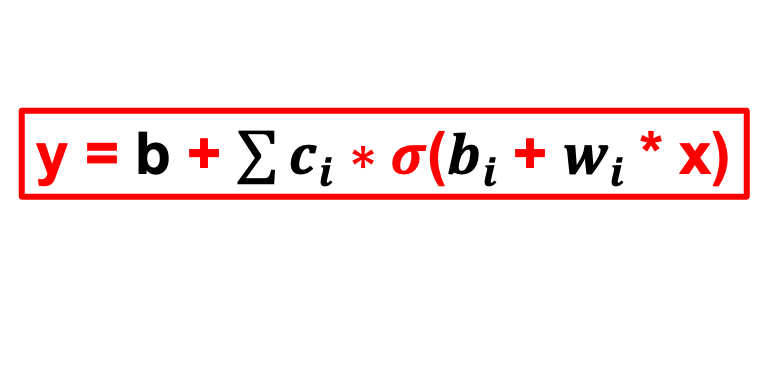 y = b + ∑ cᵢ * σ(bᵢ + wᵢ * x)